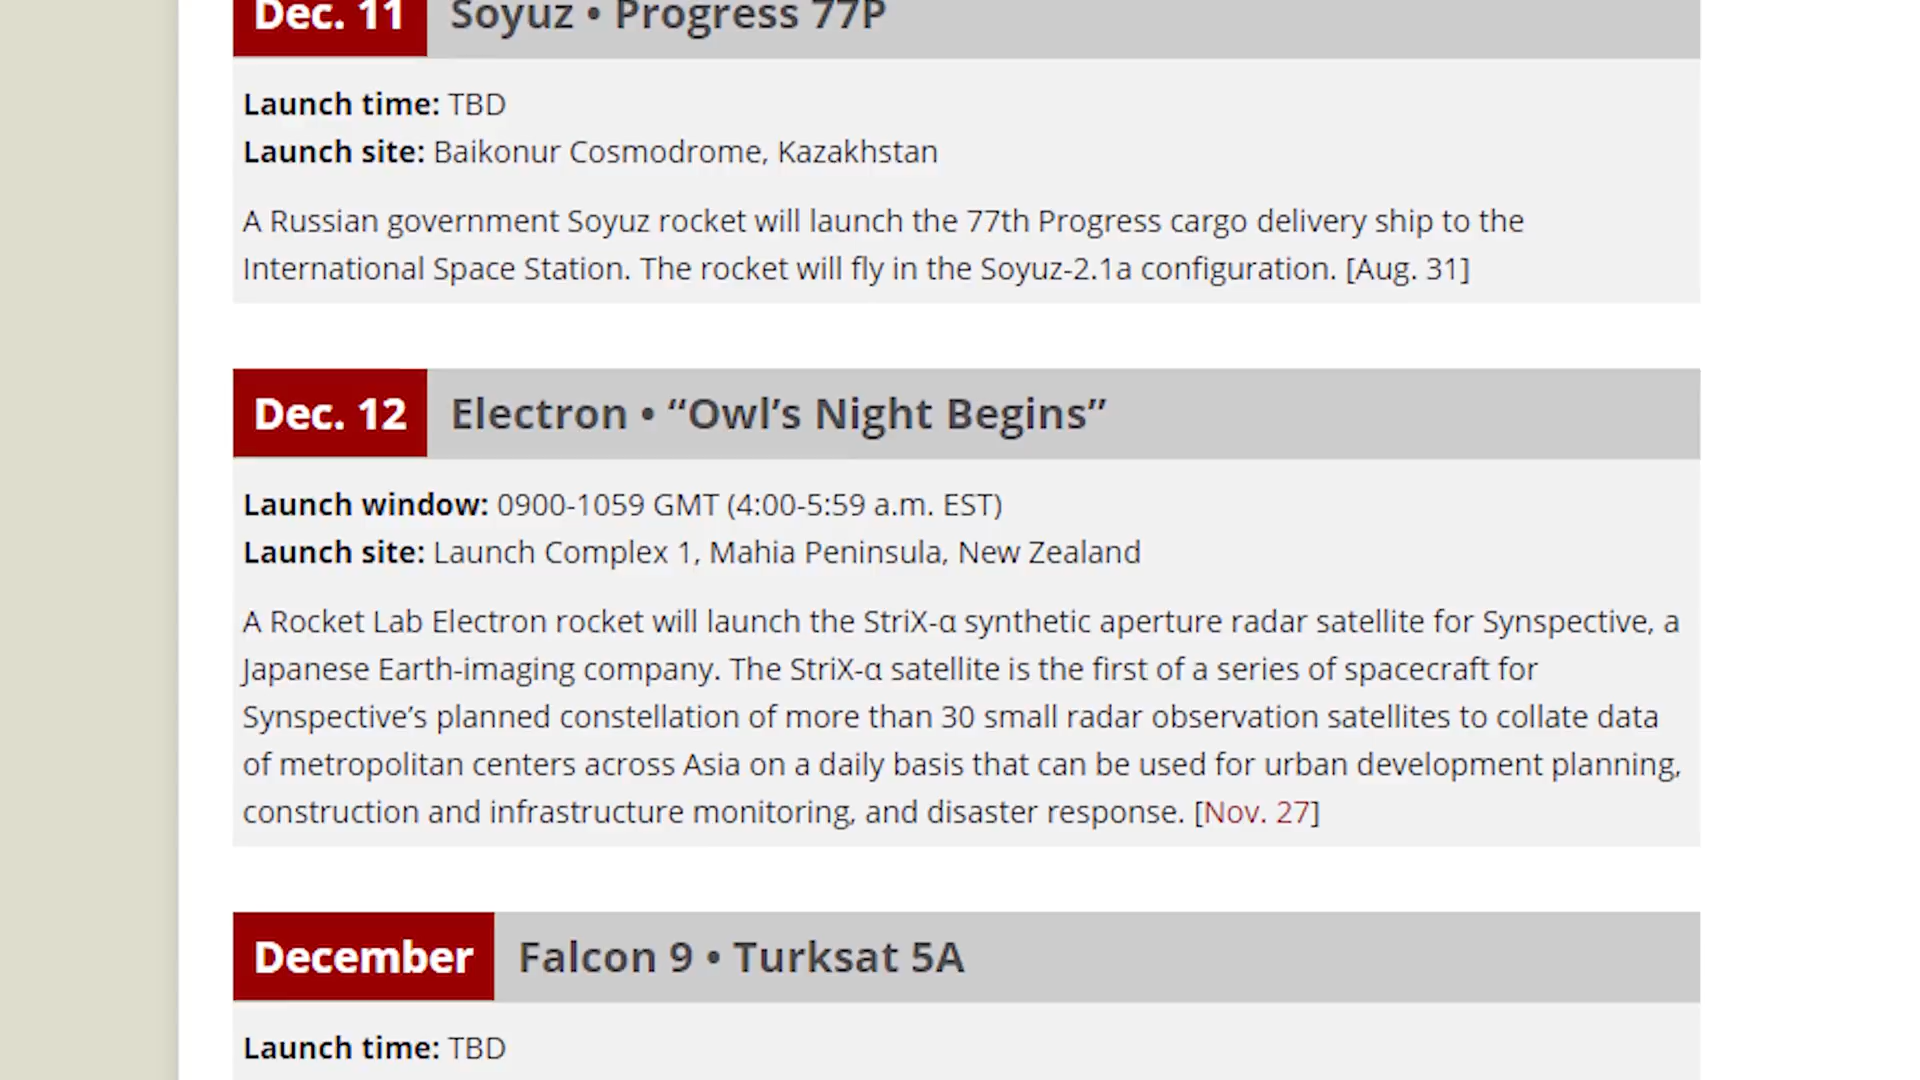 Dec. 11 Soyuz • Progress 77P
Launch time: TBD
Launch site: Baikonur Cosmodrome, Kazakhstan
A Russian government Soyuz rocket will launch the 77th Progress cargo delivery ship to the
International Space Station. The rocket will fly in the Soyuz-2.1a configuration. [Aug. 31]
Dec. 12 Electron • “Owl’s Night Begins”
Launch window: 0900-1059 GMT (4:00-5:59 a.m. EST)
Launch site: Launch Complex 1, Mahia Peninsula, New Zealand
A Rocket Lab Electron rocket will launch the StriX-α synthetic aperture radar satellite for Synspective, a
Japanese Earth-imaging company. The StriX-α satellite is the first of a series of spacecraft for
Synspective’s planned constellation of more than 30 small radar observation satellites to collate data
of metropolitan centers across Asia on a daily basis that can be used for urban development planning,
construction and infrastructure monitoring, and disaster response. [Nov. 27]
December Falcon 9 • Turksat 5A
Launch time: TBD